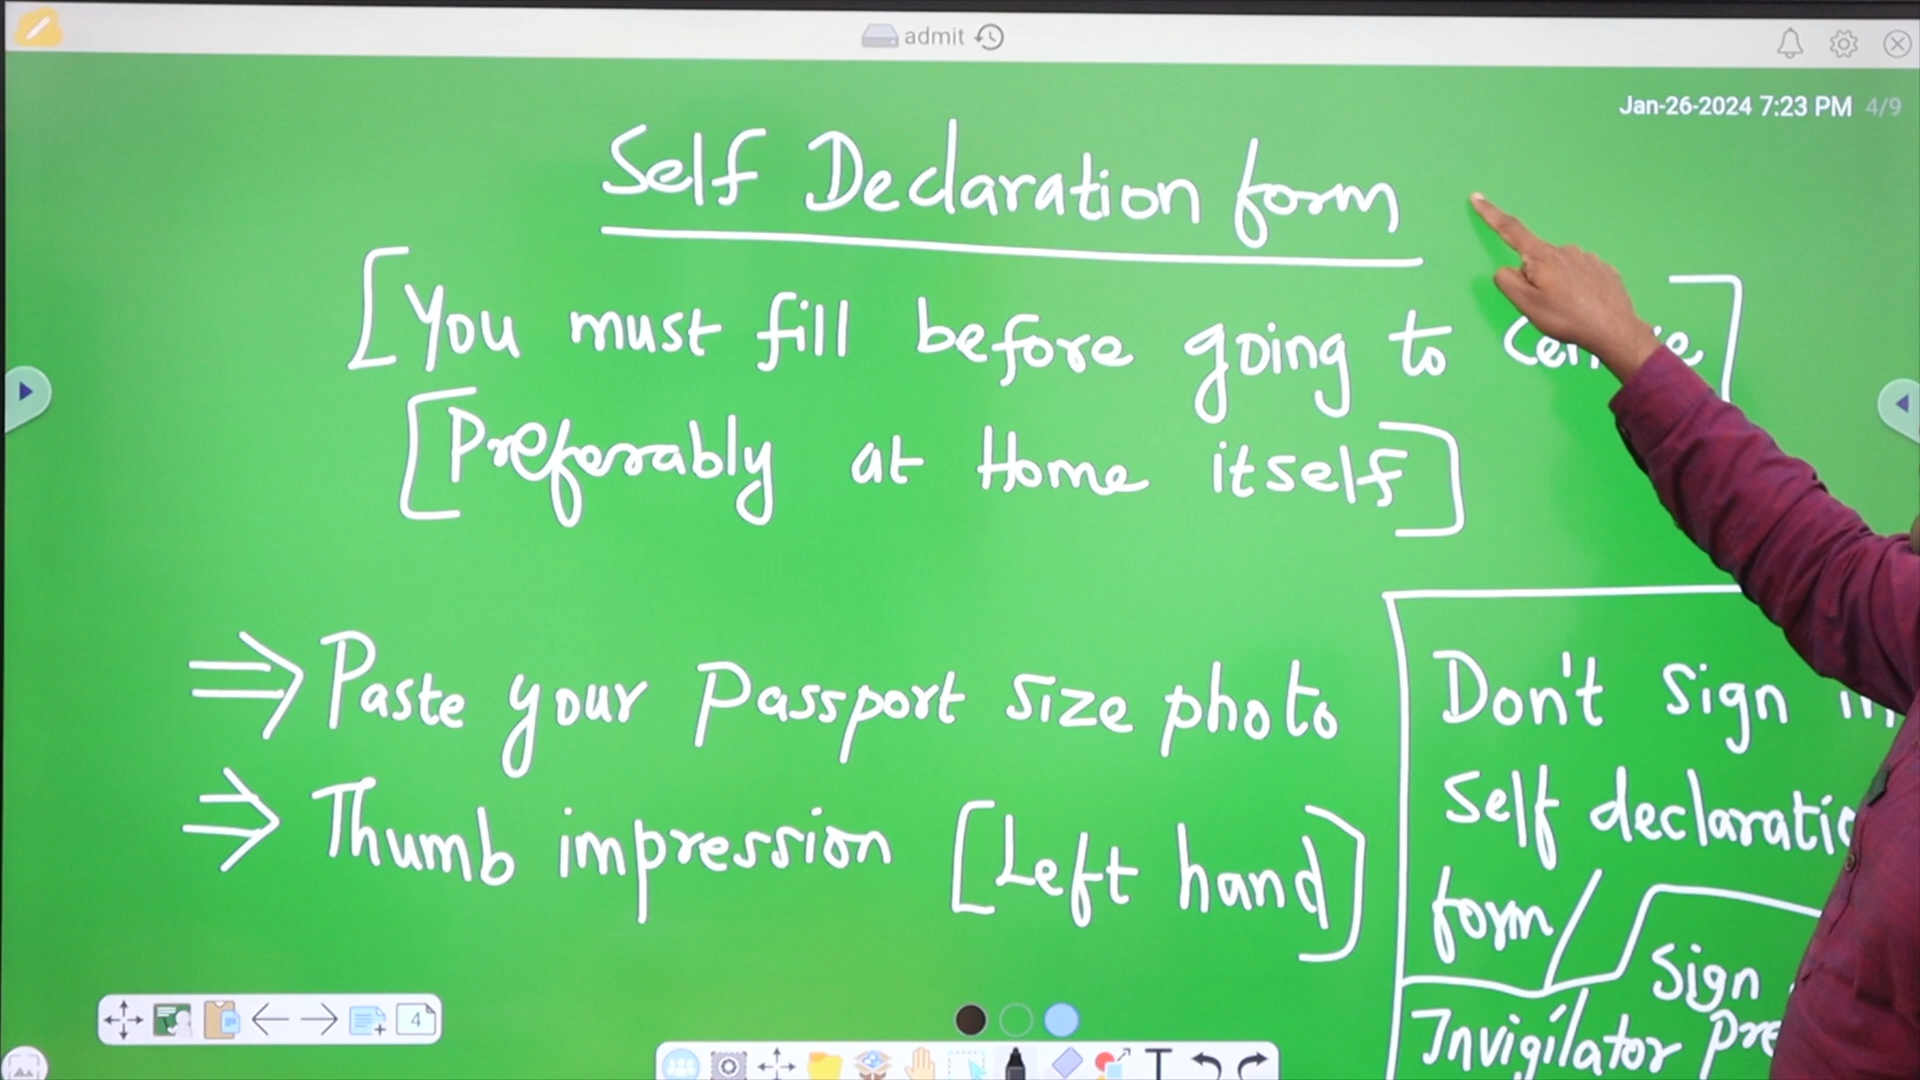 admit
Jan-26-2024 7:23 PM 4/9
Self Declaration form
[You must fill before going to
[Preferably at Home itself]
⇒ Paste your Passport size photo
⇒ Thumb impression [Left hand]
Don't sign in
Self declaration
form/
Sign
Invigilator
4
T